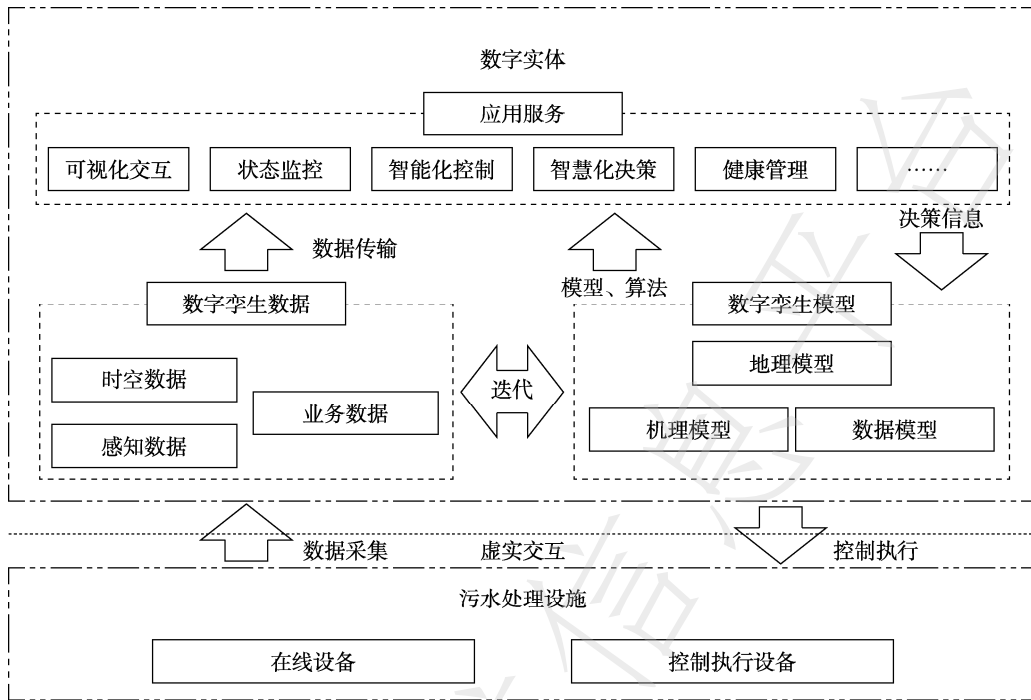 数字实体
应用服务
可视化交互 状态监控 智能化控制 智慧化决策 健康管理 ……
决策信息
数据传输
模型、算法
数字孪生数据 数字孪生模型
地理模型
时空数据
迭代
业务数据
机理模型 数据模型
感知数据
数据采集 虚实交互 控制执行
污水处理设施
在线设备 控制执行设备
信息平台